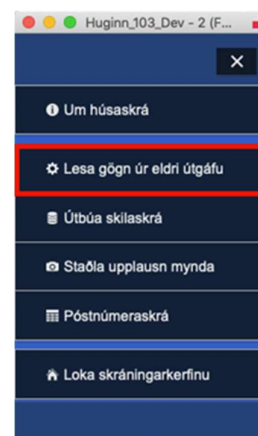 Huginn_103_Dev - 2 (F...
Um húsaskrá
Lesa gögn úr eldri útgáfu
Útbúa skilaskrá
Staðla upplausn mynda
Póstnúmeraskrá
Loka skráningarkerfinu